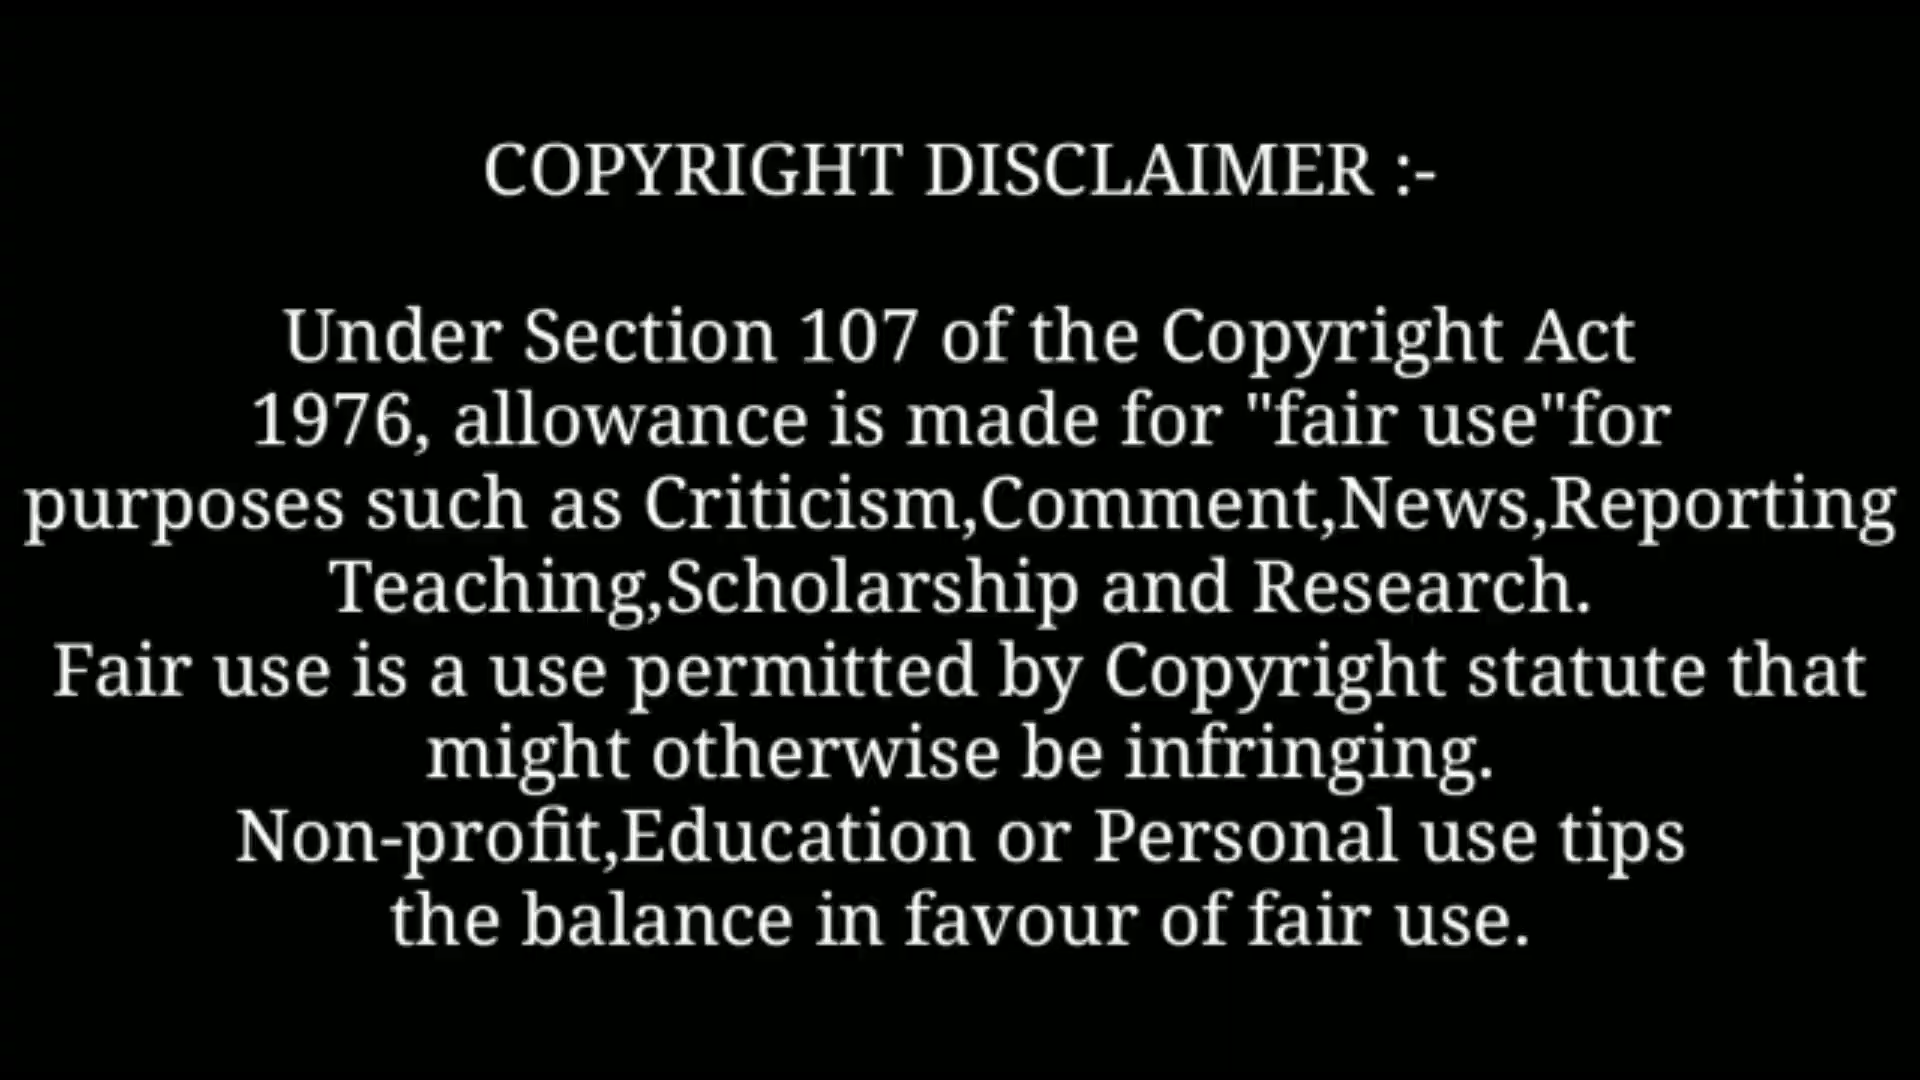 COPYRIGHT DISCLAIMER :-
Under Section 107 of the Copyright Act
1976, allowance is made for "fair use"for
purposes such as Criticism,Comment,News,Reporting
Teaching,Scholarship and Research.
Fair use is a use permitted by Copyright statute that
might otherwise be infringing.
Non-profit,Education or Personal use tips
the balance in favour of fair use.